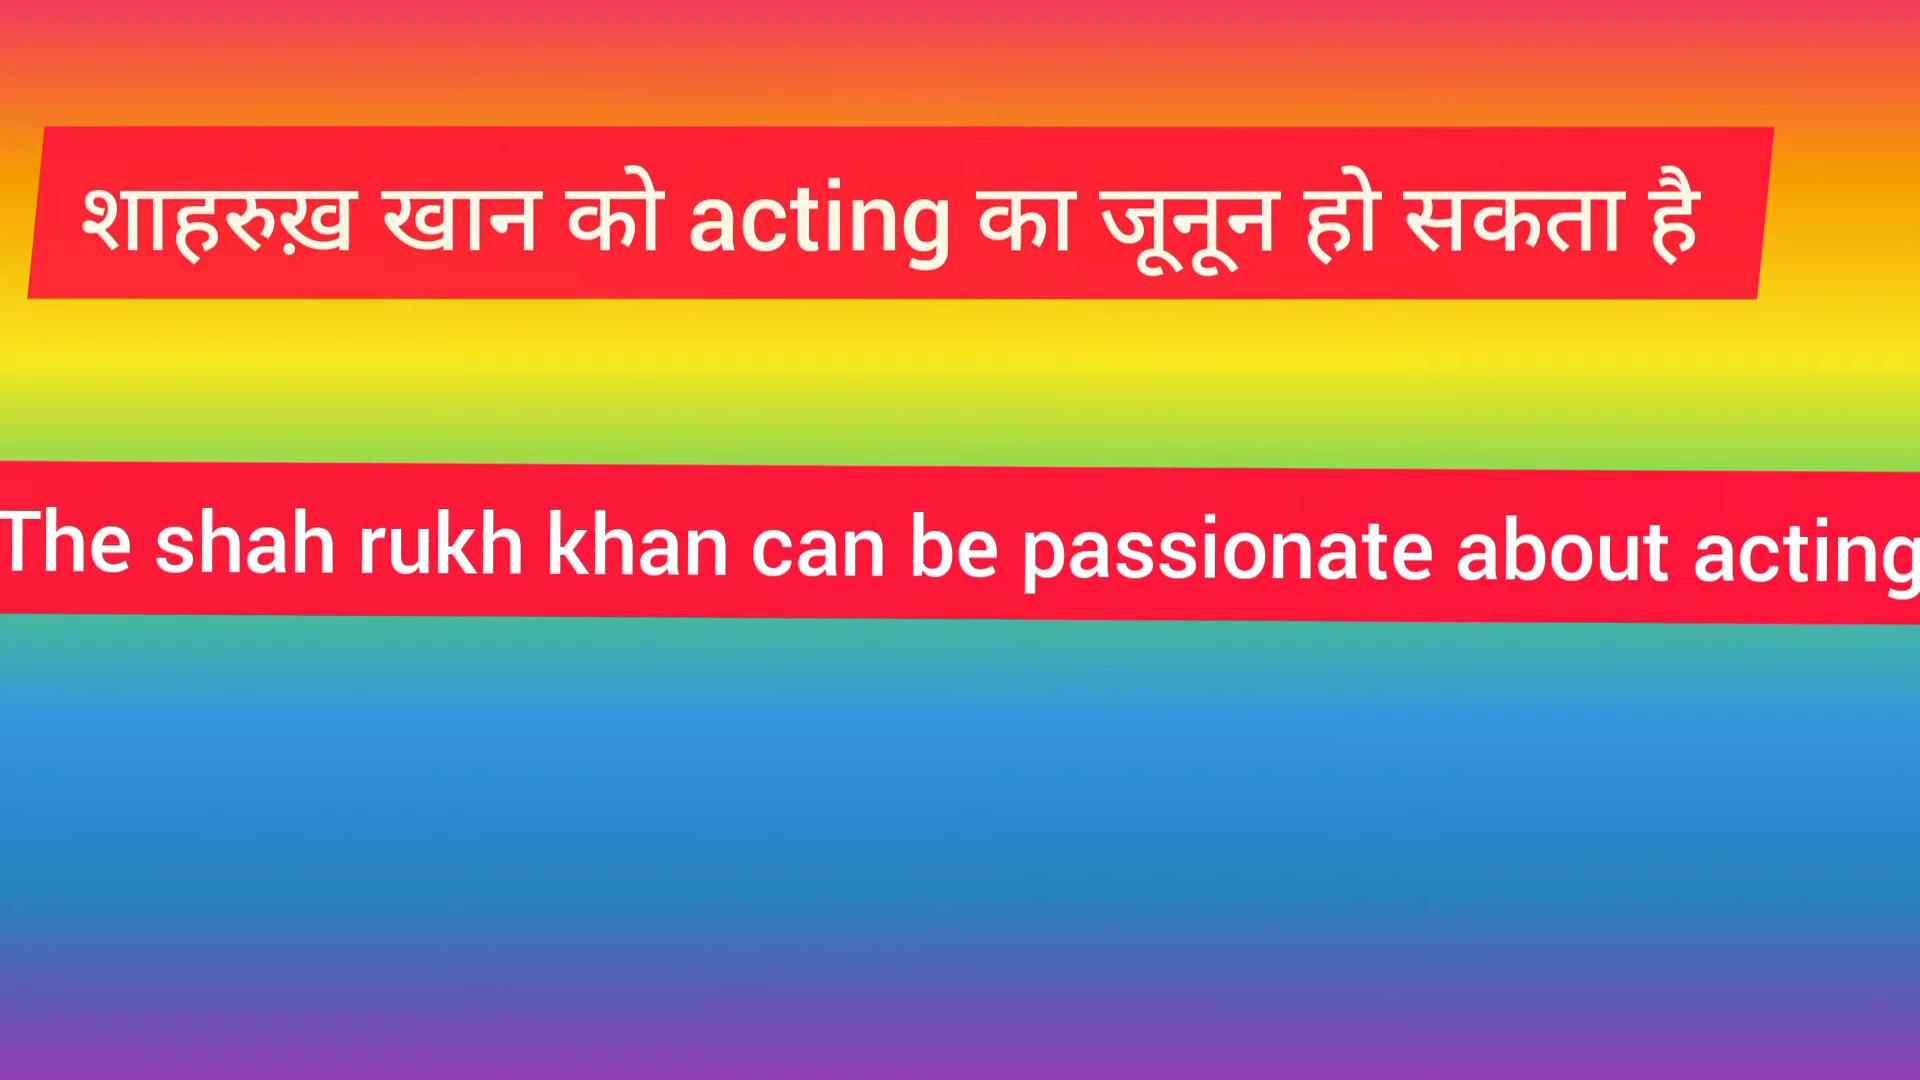 शाहरुख़ खान को acting का जूनून हो सकता है
The shah rukh khan can be passionate about acting